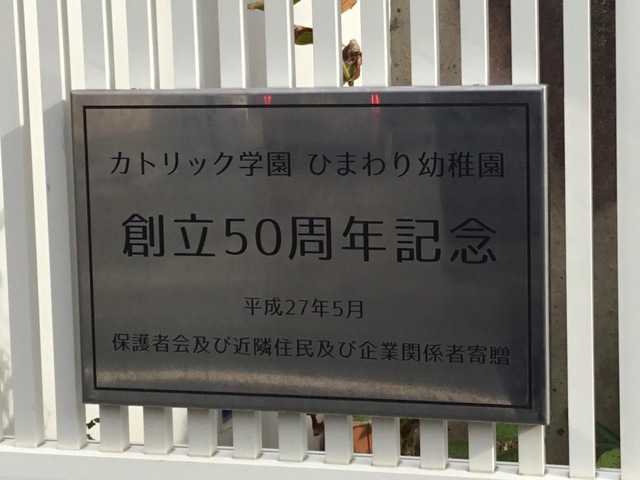 カトリック学園 ひまわり幼稚園
創立50周年記念
平成27年5月
保護者会及び近隣住民及び企業関係者寄贈